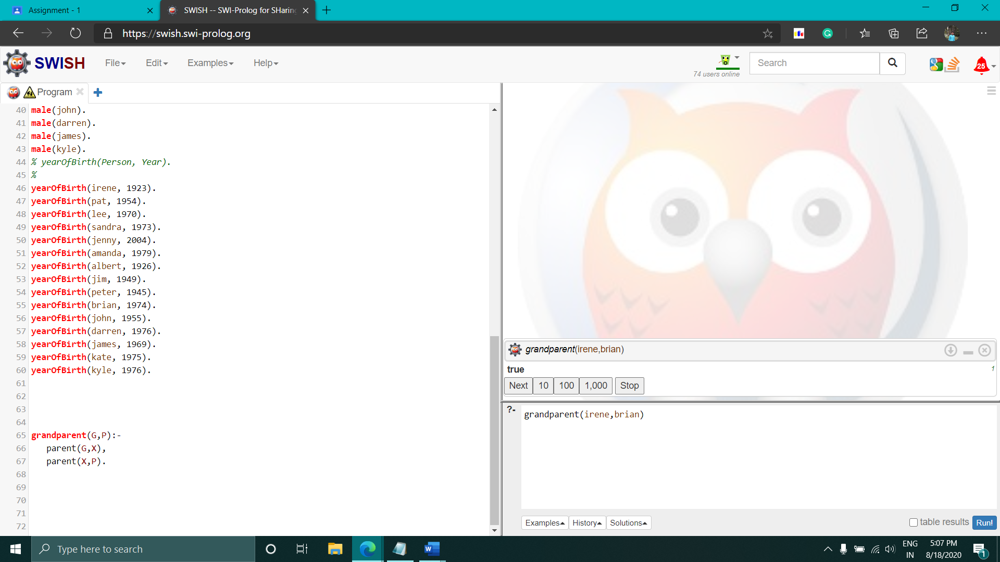 Assignment - 1
SWISH -- SWI-Prolog for SHaring
https://swish.swi-prolog.org
SWISH
File
Edit
Examples
Help
74 users online
Search
25
Program
40 male(john).
41 male(darren).
42 male(james).
43 male(kyle).
44 % yearOfBirth(Person, Year).
45 %
46 yearOfBirth(irene, 1923).
47 yearOfBirth(pat, 1954).
48 yearOfBirth(lee, 1970).
49 yearOfBirth(sandra, 1973).
50 yearOfBirth(jenny, 2004).
51 yearOfBirth(amanda, 1979).
52 yearOfBirth(albert, 1926).
53 yearOfBirth(jim, 1949).
54 yearOfBirth(peter, 1945).
55 yearOfBirth(brian, 1974).
56 yearOfBirth(john, 1955).
57 yearOfBirth(darren, 1976).
58 yearOfBirth(james, 1969).
59 yearOfBirth(kate, 1975).
60 yearOfBirth(kyle, 1976).
61
62
63
64
65 grandparent(G,P):-
66 parent(G,X),
67 parent(X,P).
68
69
70
71
72
grandparent(irene,brian)
true
1
Next 10 100 1,000 Stop
?- grandparent(irene,brian)
Examples History Solutions
table results Run!
Type here to search
ENG
IN
5:07 PM
8/18/2020
1